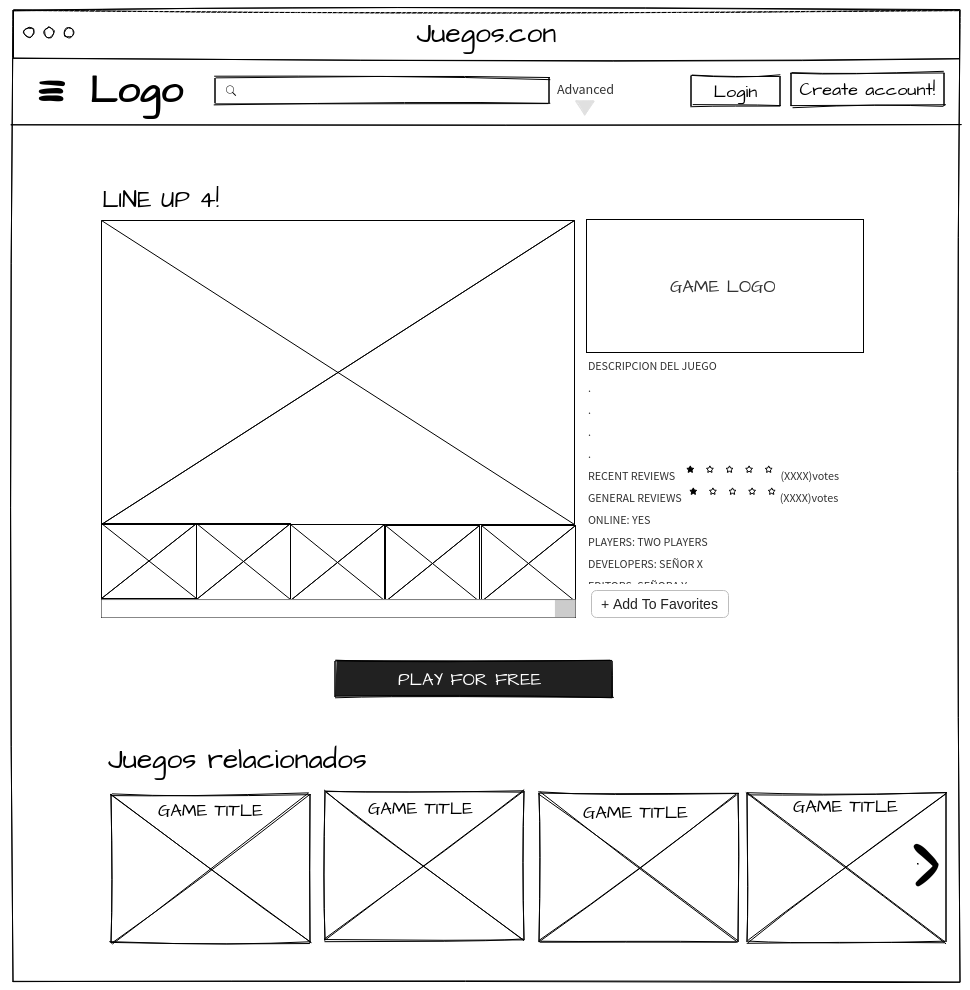 Juegos.con
Logo
Advanced
Login
Create account!
LINE UP 4!
GAME LOGO
DESCRIPCION DEL JUEGO
.
.
.
.
RECENT REVIEWS (XXXX)votes
GENERAL REVIEWS (XXXX)votes
ONLINE: YES
PLAYERS: TWO PLAYERS
DEVELOPERS: SEÑOR X
EDITORS: SEÑORA Y
+ Add To Favorites
PLAY FOR FREE
Juegos relacionados
GAME TITLE
GAME TITLE
GAME TITLE
GAME TITLE